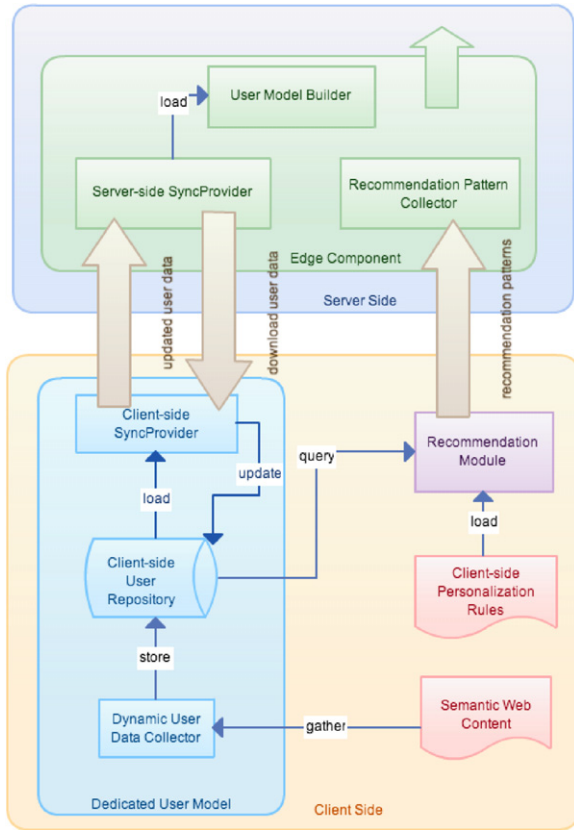 User Model Builder
load
Server-side SyncProvider
Recommendation Pattern
Collector
Edge Component
Server Side
updated user data
download user data
recommendation patterns
Client-side
SyncProvider
Recommendation
Module
query
update
load
load
Client-side
User
Repository
Client-side
Personalization
Rules
store
Dynamic User
Data Collector
gather
Semantic Web
Content
Dedicated User Model
Client Side